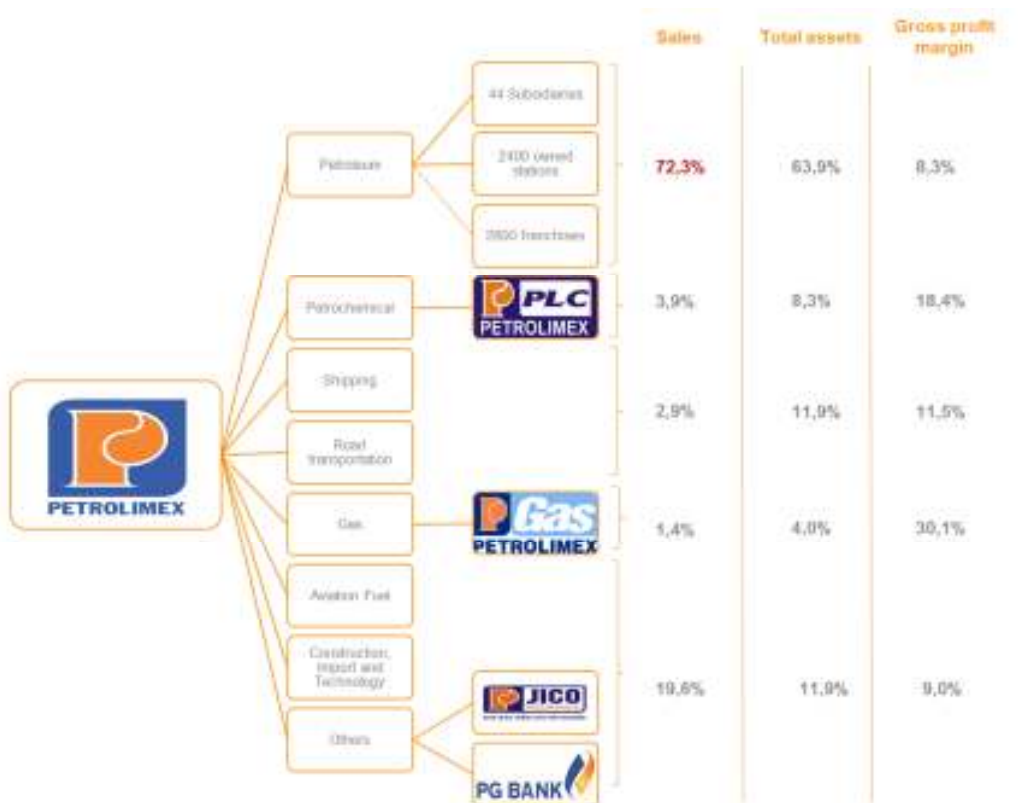 Sales
Total assets
Gross profit
margin
44 Subsidiaries
Petroleum
2400 owned
stations
72,3%
63,9%
8,3%
franchises
Petrochemical
PLC
PETROLIMEX
3,9%
8,3%
18,4%
Shipping
2,9%
11,9%
11,5%
Road
transportation
PETROLIMEX
Gas
Gas
PETROLIMEX
1,4%
4,0%
30,1%
Aviation Fuel
Construction,
Import and
Technology
JICO
19,6%
11,9%
9,0%
Others
PG BANK